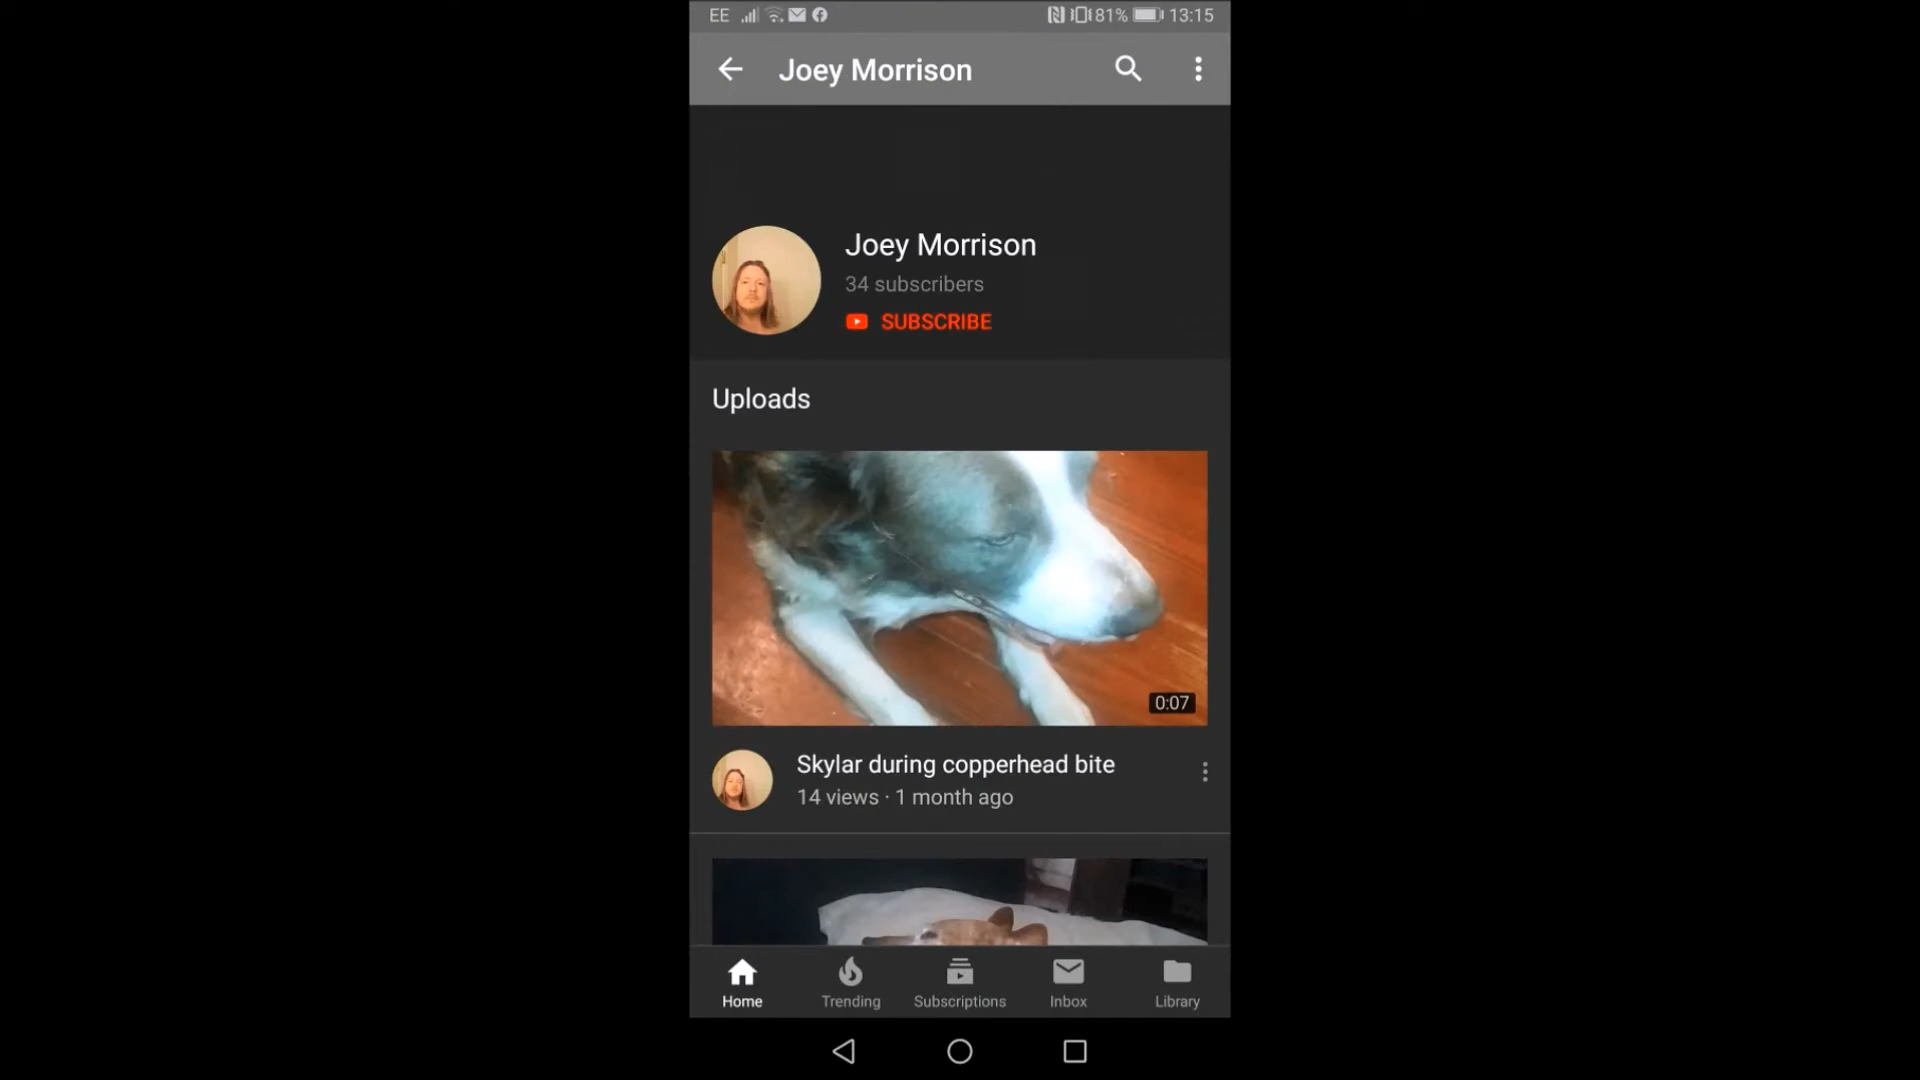 EE 81% 13:15
Joey Morrison
Joey Morrison
34 subscribers
SUBSCRIBE
Uploads
0:07
Skylar during copperhead bite
14 views · 1 month ago
Home Trending Subscriptions Inbox Library